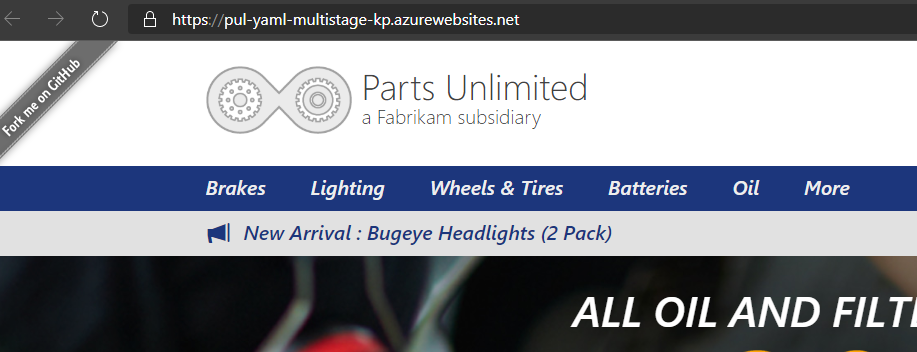 https://pul-yaml-multistage-kp.azurewebsites.net
Fork me on GitHub
Parts Unlimited
a Fabrikam subsidiary
Brakes Lighting Wheels & Tires Batteries Oil More
New Arrival : Bugeye Headlights (2 Pack)
ALL OIL AND FILT